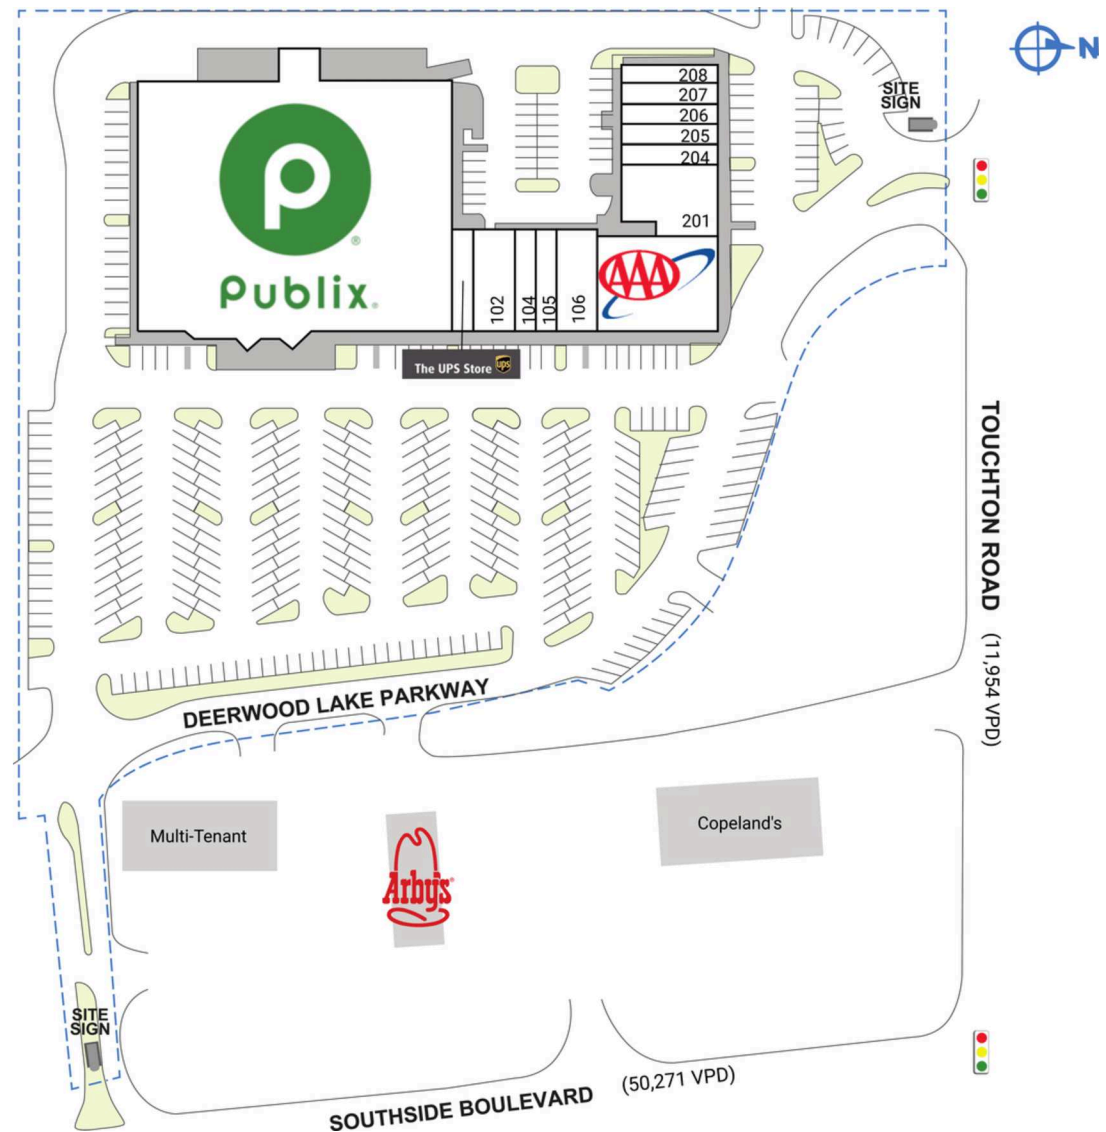 N
SITE
SIGN
208
207
206
205
204
201
Publix®
AAA
102
104
105
106
The UPS Store ups
TOUCHTON ROAD (11,954 VPD)
DEERWOOD LAKE PARKWAY
Multi-Tenant
Arby's®
Copeland's
SITE
SIGN
SOUTHSIDE BOULEVARD (50,271 VPD)